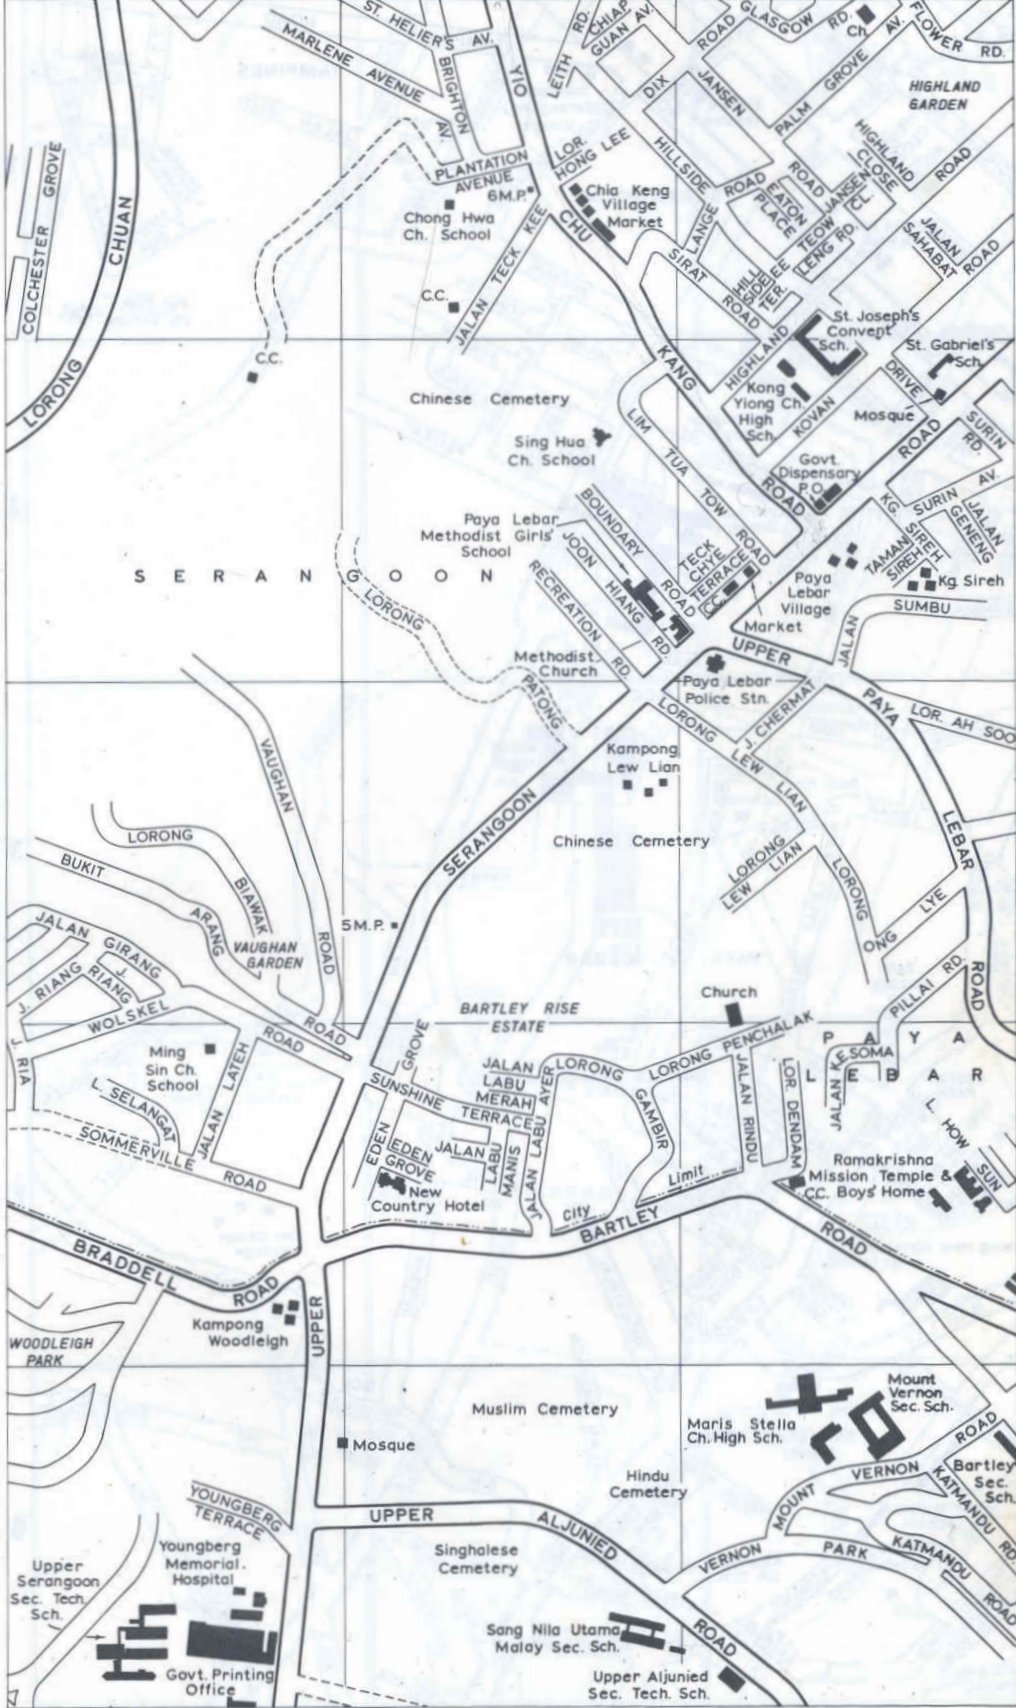 ST. HELIER'S AV.
MARLENE AVENUE
BRIGHTON AV.
YIO
CHU
KANG
ROAD
LEITH RD.
CHIAP
GUAN AV.
DIX
ROAD
GLASGOW
RD.
Ch.
PALM GROVE AV.
FLOWER RD.
HIGHLAND
GARDEN
JANSEN
ROAD
HIGHLAND
CLOSE
ROAD
COLCHESTER GROVE
LORONG
CHUAN
PLANTATION
AVENUE
6M.P.
LOR.
HONG LEE
Chia Keng
Village
Market
HILLSIDE
ROAD
EATON
PLACE
JANSEN
CL.
TEOW
LENG RD.
LEE
LANGE
SIRAT
ROAD
HILL
SIDE
TER.
JALAN
SAHABAT
ROAD
Chong Hwa
Ch. School
JALAN TECK KEE
C.C.
C.C.
HIGHLAND
St. Joseph's
Convent
Sch.
St. Gabriel's
Sch.
Kong
Yiong Ch.
High
Sch.
KOVAN
DRIVE
Mosque
ROAD
SURIN
RD.
Chinese Cemetery
Sing Hua
Ch. School
LIM TUA TOW ROAD
Govt.
Dispensary
P.O.
KG.
SIREH
SURIN AV.
JALAN
GENENG
TAMAN
SIREH
Kg. Sireh
Paya Lebar
Methodist Girls'
School
BOUNDARY
ROAD
JOON
HIANG
RD.
TECK
CHYE
TERRACE
C.C.
Paya
Lebar
Village
Market
JALAN
SUMBU
SERANGOON
LORONG
PATONG
RECREATION
RD.
Methodist
Church
UPPER
PAYA
LEBAR
ROAD
Paya Lebar
Police Stn.
J. CHERMAT
LOR. AH SOO
LORONG
LEW
LIAN
Kampong
Lew Lian
Chinese Cemetery
LORONG
LEW LIAN
LORONG
ONG
LYE
PILLAI RD.
SERANGOON
VAUGHAN
ROAD
LORONG
BIAWAK
BUKIT
ARANG
VAUGHAN
GARDEN
5M.P.
JALAN GIRANG
J. RIANG
J.
RIANG
WOLSKEL
ROAD
ROAD
J. RIA
Ming
Sin Ch.
School
JALAN LATEH
L. SELANGAT
SOMMERVILLE
ROAD
BARTLEY RISE
ESTATE
GROVE
SUNSHINE
TERRACE
EDEN
EDEN
GROVE
JALAN
LABU
MERAH
JALAN
LABU
MANIS
JALAN LABU AYER
LORONG
GAMBIR
LORONG PENCHALAK
Church
JALAN RINDU
LOR. DENDAM
JALAN KE
SOMA
PAYA
LEBAR
L. HOW
SUN
New
Country Hotel
City
Limit
BARTLEY
ROAD
Ramakrishna
Mission Temple &
C.C. Boys' Home
BRADDELL
ROAD
Kampong
Woodleigh
WOODLEIGH
PARK
UPPER
Muslim Cemetery
Mosque
Maris Stella
Ch. High Sch.
Mount
Vernon
Sec. Sch.
Hindu
Cemetery
MOUNT
VERNON
ROAD
Bartley
Sec.
Sch.
KATMANDU
RD.
YOUNGBERG
TERRACE
UPPER
ALJUNIED
ROAD
VERNON
PARK
KATMANDU
ROAD
Singhalese
Cemetery
Youngberg
Memorial
Hospital
Upper
Serangoon
Sec. Tech.
Sch.
Govt. Printing
Office
Sang Nila Utama
Malay Sec. Sch.
Upper Aljunied
Sec. Tech. Sch.